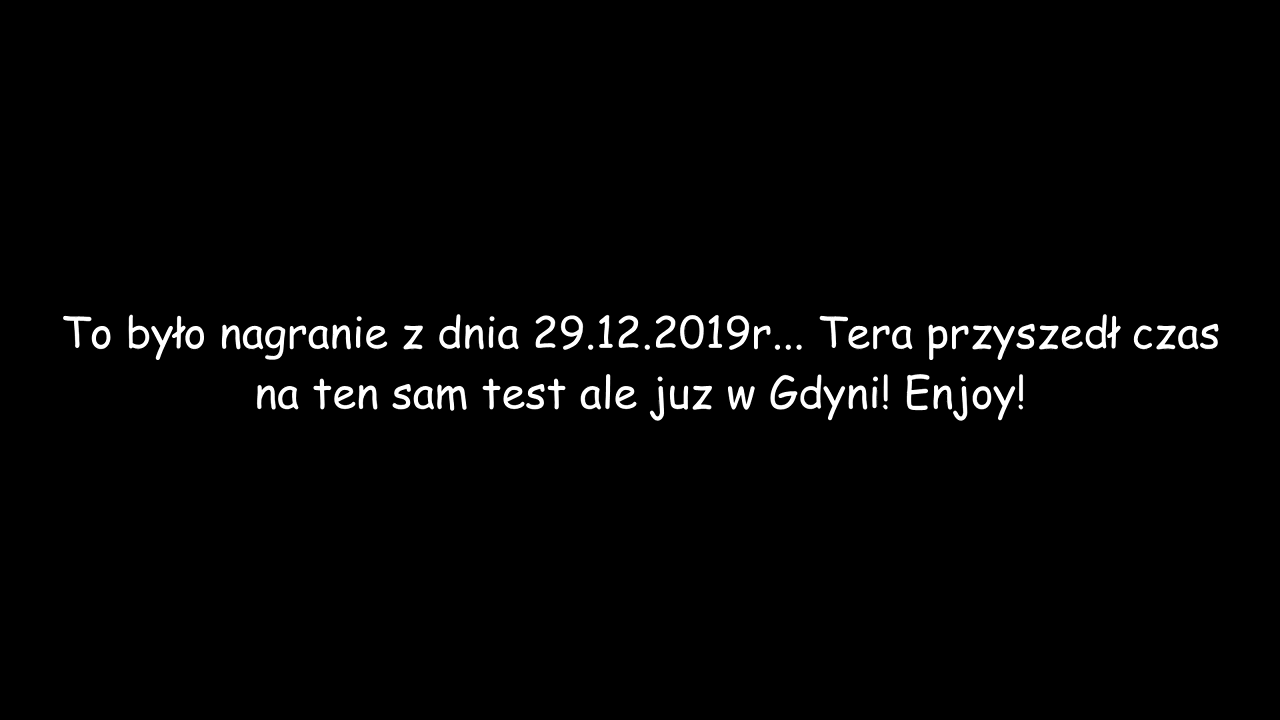 To było nagranie z dnia 29.12.2019r... Tera przyszedł czas
na ten sam test ale juz w Gdyni! Enjoy!